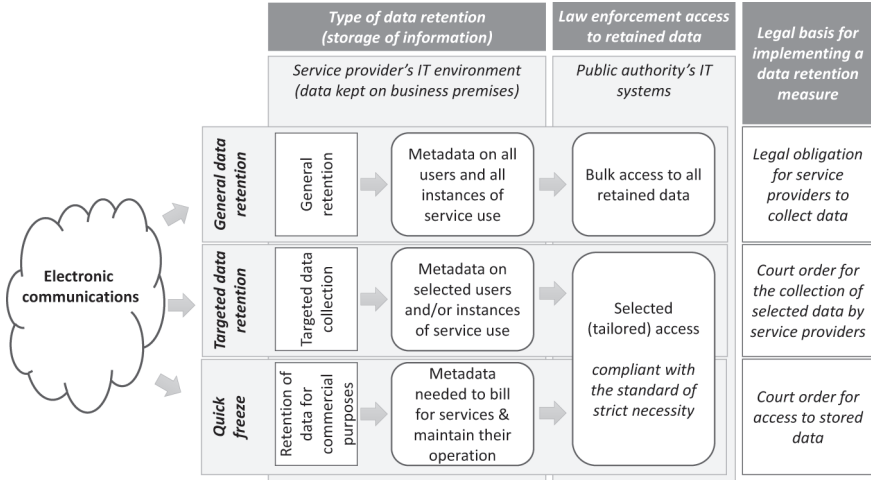 Type of data retention
(storage of information)
Law enforcement access
to retained data
Legal basis for
implementing a
data retention
measure
Service provider's IT environment
(data kept on business premises)
Public authority's IT
systems
Electronic
communications
General data
retention
General
retention
Metadata on all
users and all
instances of
service use
Bulk access to all
retained data
Legal obligation
for service
providers to
collect data
Targeted data
retention
Targeted data
collection
Metadata on
selected users
and/or instances
of service use
Selected
(tailored) access
compliant with
the standard of
strict necessity
Court order for
the collection of
selected data by
service providers
Quick
freeze
Retention of
data for
commercial
purposes
Metadata
needed to bill
for services &
maintain their
operation
Court order for
access to stored
data